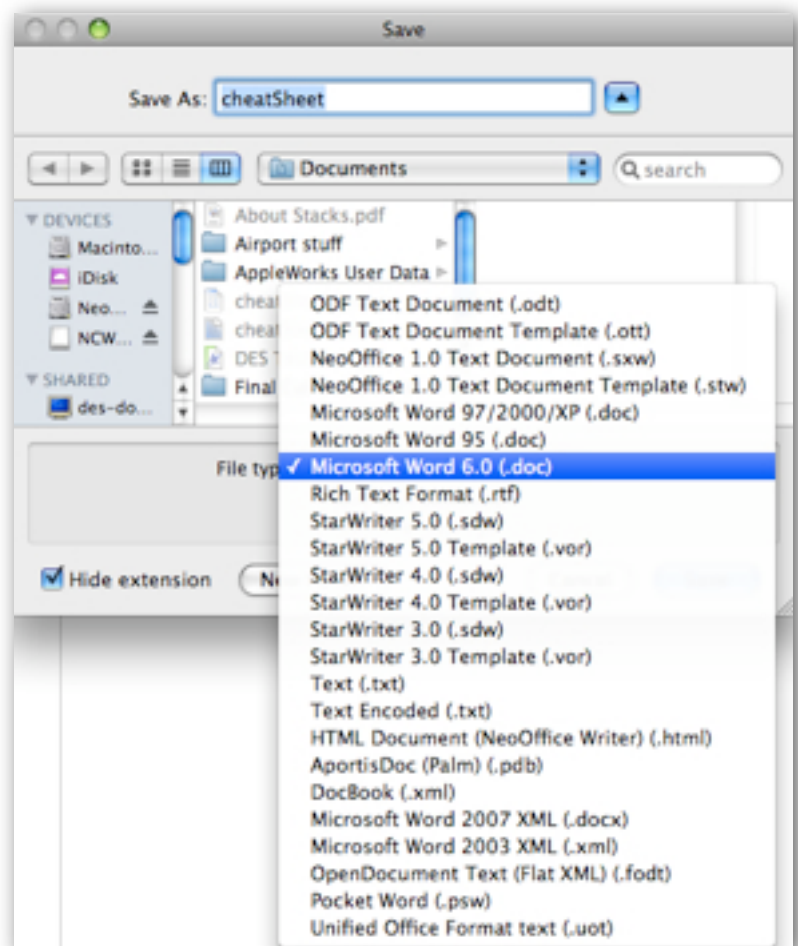 Save
Save As: cheatSheet
Documents
search
DEVICES
Macinto...
iDisk
Neo...
NCW...
SHARED
des-do...
About Stacks.pdf
Airport stuff
AppleWorks User Data
cheat
cheat
DES
Final
File typ
ODF Text Document (.odt)
ODF Text Document Template (.ott)
NeoOffice 1.0 Text Document (.sxw)
NeoOffice 1.0 Text Document Template (.stw)
Microsoft Word 97/2000/XP (.doc)
Microsoft Word 95 (.doc)
✓ Microsoft Word 6.0 (.doc)
Rich Text Format (.rtf)
StarWriter 5.0 (.sdw)
StarWriter 5.0 Template (.vor)
StarWriter 4.0 (.sdw)
StarWriter 4.0 Template (.vor)
StarWriter 3.0 (.sdw)
StarWriter 3.0 Template (.vor)
Text (.txt)
Text Encoded (.txt)
HTML Document (NeoOffice Writer) (.html)
AportisDoc (Palm) (.pdb)
DocBook (.xml)
Microsoft Word 2007 XML (.docx)
Microsoft Word 2003 XML (.xml)
OpenDocument Text (Flat XML) (.fodt)
Pocket Word (.psw)
Unified Office Format text (.uot)
Hide extension
Ne